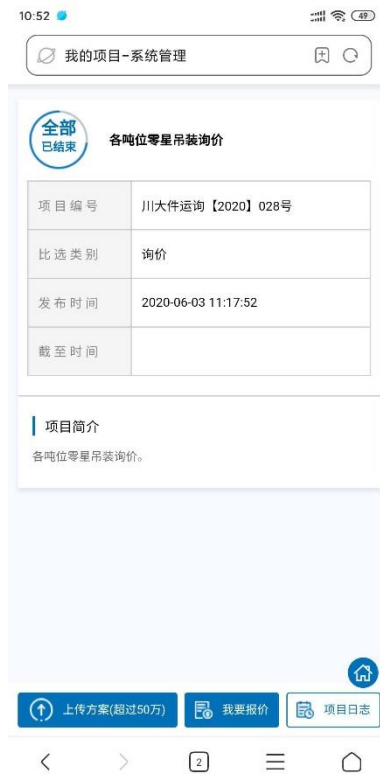 10:52
49
我的项目-系统管理
全部
已结束
各吨位零星吊装询价
项目编号
川大件运询【2020】028号
比选类别
询价
发布时间
2020-06-03 11:17:52
截至时间
项目简介
各吨位零星吊装询价。
上传方案(超过50万)
我要报价
项目日志
2